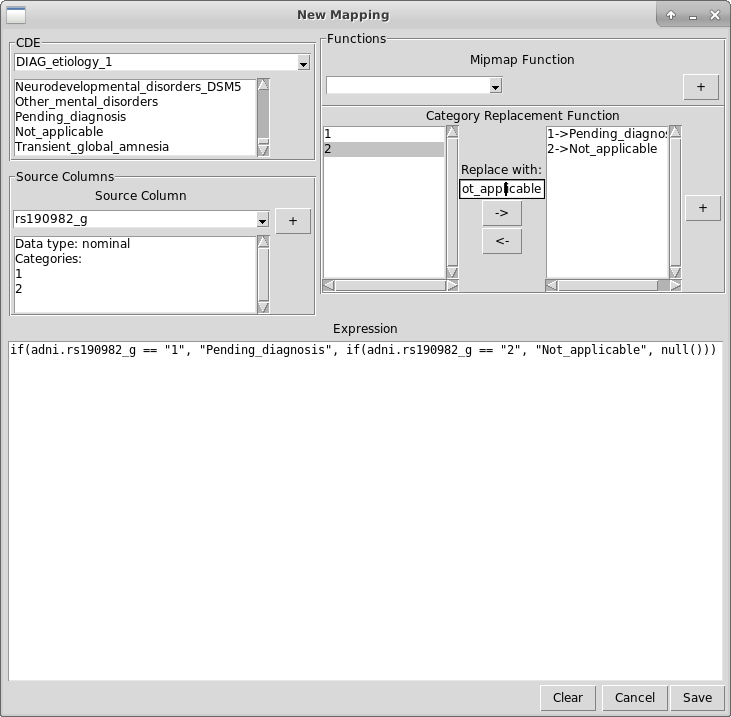 New Mapping
CDE
DIAG_etiology_1
Neurodevelopmental_disorders_DSM5
Other_mental_disorders
Pending_diagnosis
Not_applicable
Transient_global_amnesia
Source Columns
Source Column
rs190982_g
+
Data type: nominal
Categories:
1
2
Functions
Mipmap Function
+
Category Replacement Function
1
2
Replace with:
ot_applicable
->
<-
1->Pending_diagnos
2->Not_applicable
+
Expression
if(adni.rs190982_g == "1", "Pending_diagnosis", if(adni.rs190982_g == "2", "Not_applicable", null()))
Clear
Cancel
Save